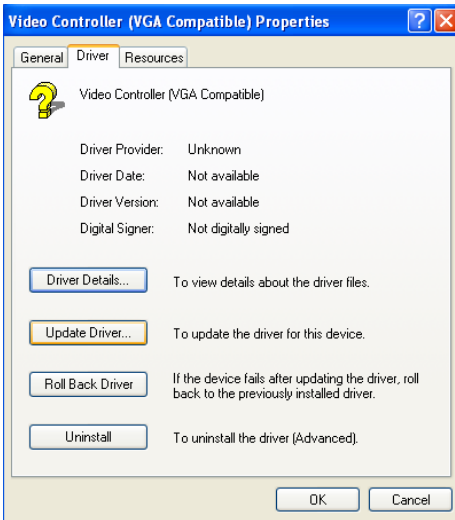 Video Controller (VGA Compatible) Properties
General Driver Resources
Video Controller (VGA Compatible)
Driver Provider: Unknown
Driver Date: Not available
Driver Version: Not available
Digital Signer: Not digitally signed
Driver Details... To view details about the driver files.
Update Driver... To update the driver for this device.
Roll Back Driver If the device fails after updating the driver, roll
back to the previously installed driver.
Uninstall To uninstall the driver (Advanced).
OK Cancel